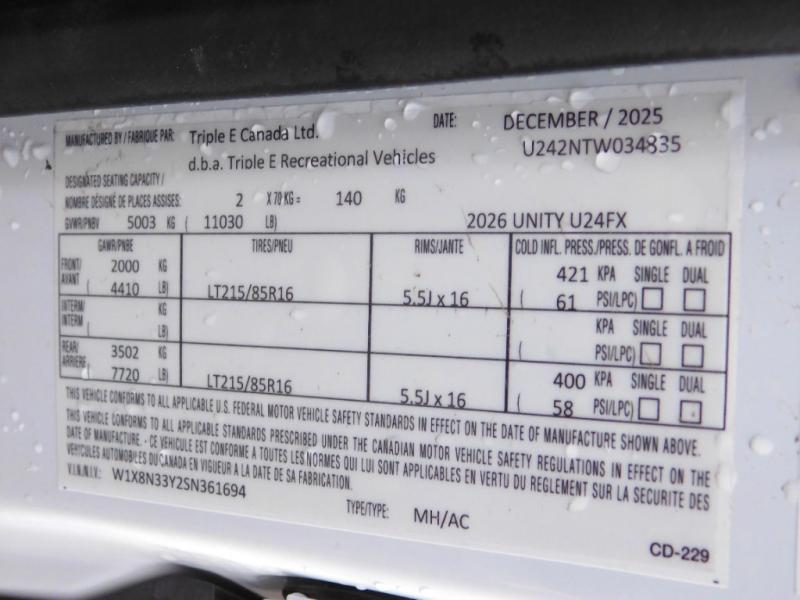 MANUFACTURED BY / FABRIQUE PAR: Triple E Canada Ltd. DATE: DECEMBER / 2025
d.b.a. Triple E Recreational Vehicles U242NTW034835
DESIGNATED SEATING CAPACITY /
NOMBRE DÉSIGNÉ DE PLACES ASSISES: 2 X 70 KG = 140 KG
GVWR/PNBV 5003 KG ( 11030 LB) 2026 UNITY U24FX
GAWR/PNBE TIRES/PNEU RIMS/JANTE COLD INFL. PRESS./PRESS. DE GONFL. A FROID
FRONT/ 2000 KG 421 KPA SINGLE DUAL
AVANT ( 4410 LB) LT215/85R16 5.5J x 16 ( 61 PSI/LPC)
INTERM/ KG KPA SINGLE DUAL
INTERM ( LB) ( PSI/LPC)
REAR/ 3502 KG 400 KPA SINGLE DUAL
ARRIERE ( 7720 LB) LT215/85R16 5.5J x 16 ( 58 PSI/LPC)
THIS VEHICLE CONFORMS TO ALL APPLICABLE U.S. FEDERAL MOTOR VEHICLE SAFETY STANDARDS IN EFFECT ON THE DATE OF MANUFACTURE SHOWN ABOVE.
THIS VEHICLE CONFORMS TO ALL APPLICABLE STANDARDS PRESCRIBED UNDER THE CANADIAN MOTOR VEHICLE SAFETY REGULATIONS IN EFFECT ON THE
DATE OF MANUFACTURE. - CE VEHICULE EST CONFORME A TOUTES LES NORMES QUI LUI SONT APPLICABLES EN VERTU DU REGLEMENT SUR LA SECURITE DES
VEHICULES AUTOMOBILES DU CANADA EN VIGUEUR A LA DATE DE SA FABRICATION.
V.I.N./N.I.V.: W1X8N33Y2SN361694
TYPE/TYPE: MH/AC
CD-229